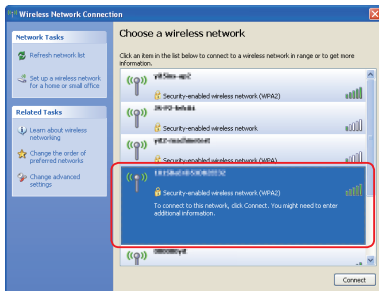 Wireless Network Connection
Network Tasks
Refresh network list
Set up a wireless network
for a home or small office
Related Tasks
Learn about wireless
networking
Change the order of
preferred networks
Change advanced
settings
Choose a wireless network
Click an item in the list below to connect to a wireless network in range or to get more
information.
Security-enabled wireless network (WPA2)
Security-enabled wireless network
Security-enabled wireless network (WPA2)
Security-enabled wireless network (WPA2)
To connect to this network, click Connect. You might need to enter
additional information.
Connect